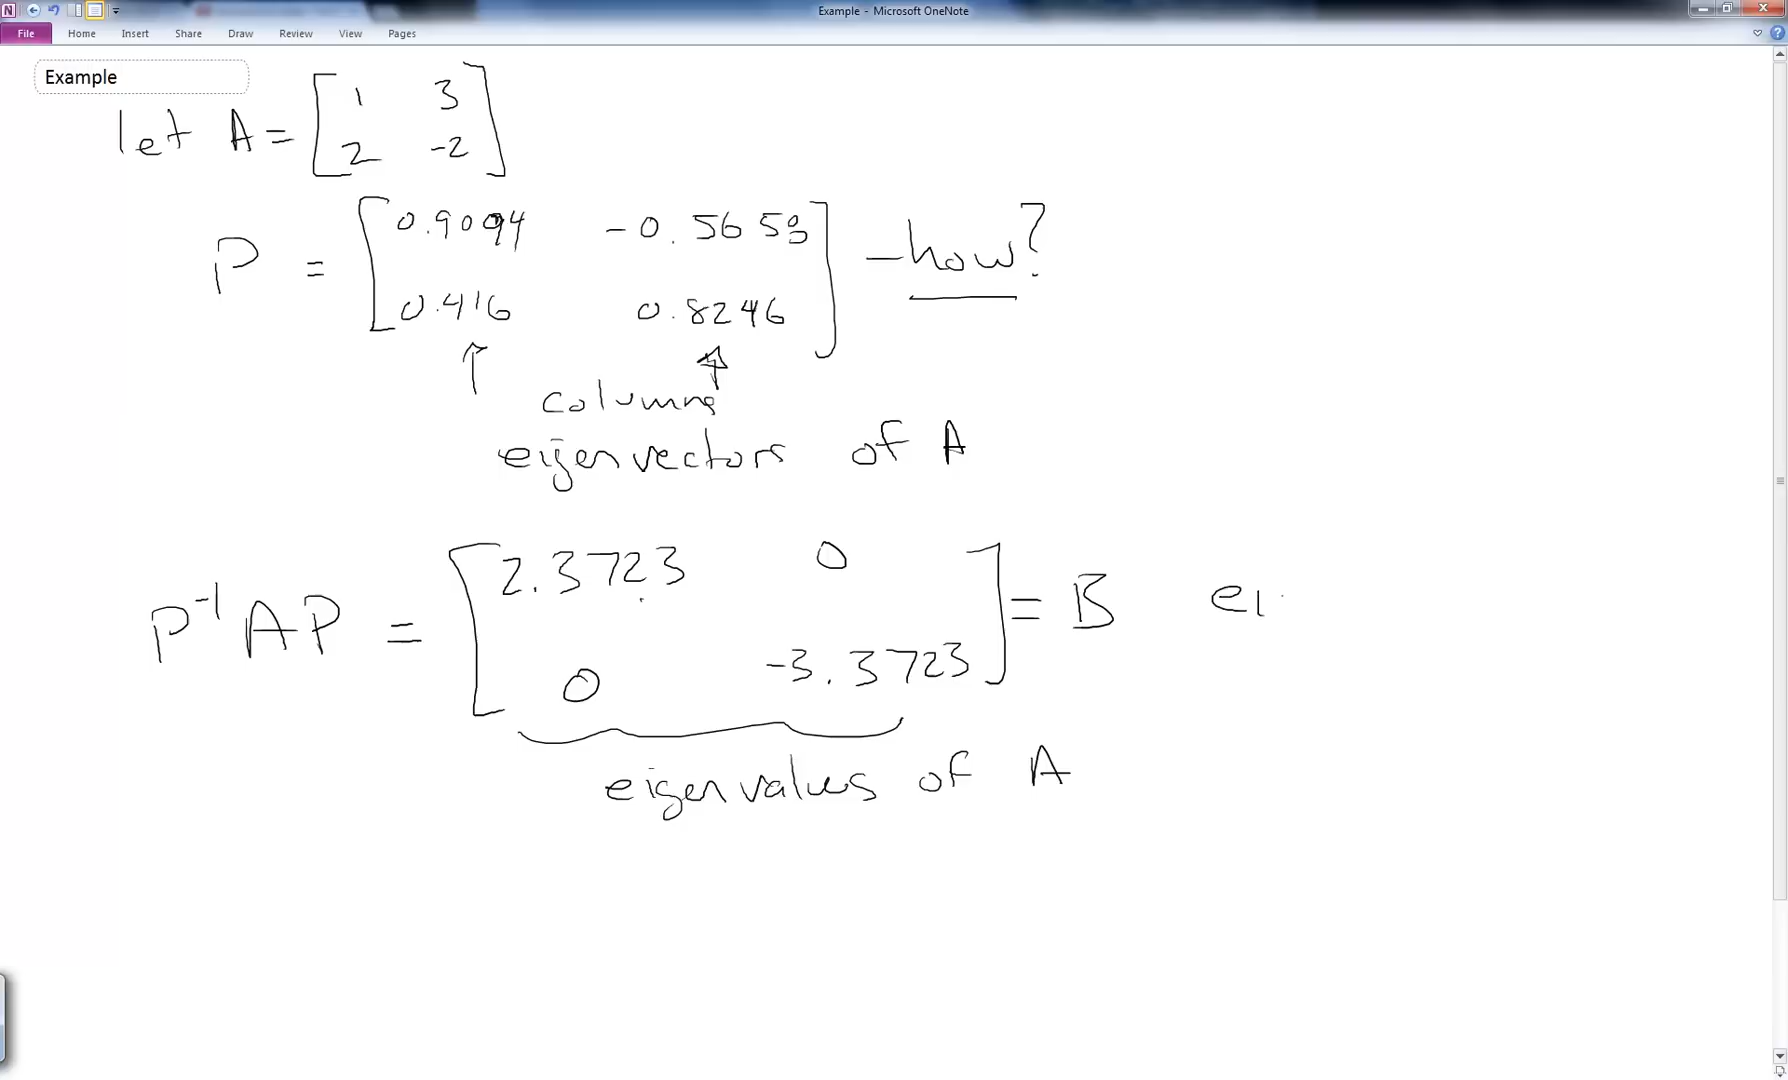 Example - Microsoft OneNote
File Home Insert Share Draw Review View Pages
Example
let A = [1 3
2 -2]
P = [0.9094 -0.5658
0.416 0.8246] - how?
↑ ↑
columns
eigenvectors of A
P⁻¹AP = [2.3723 0
0 -3.3723] = B ei
eigenvalues of A